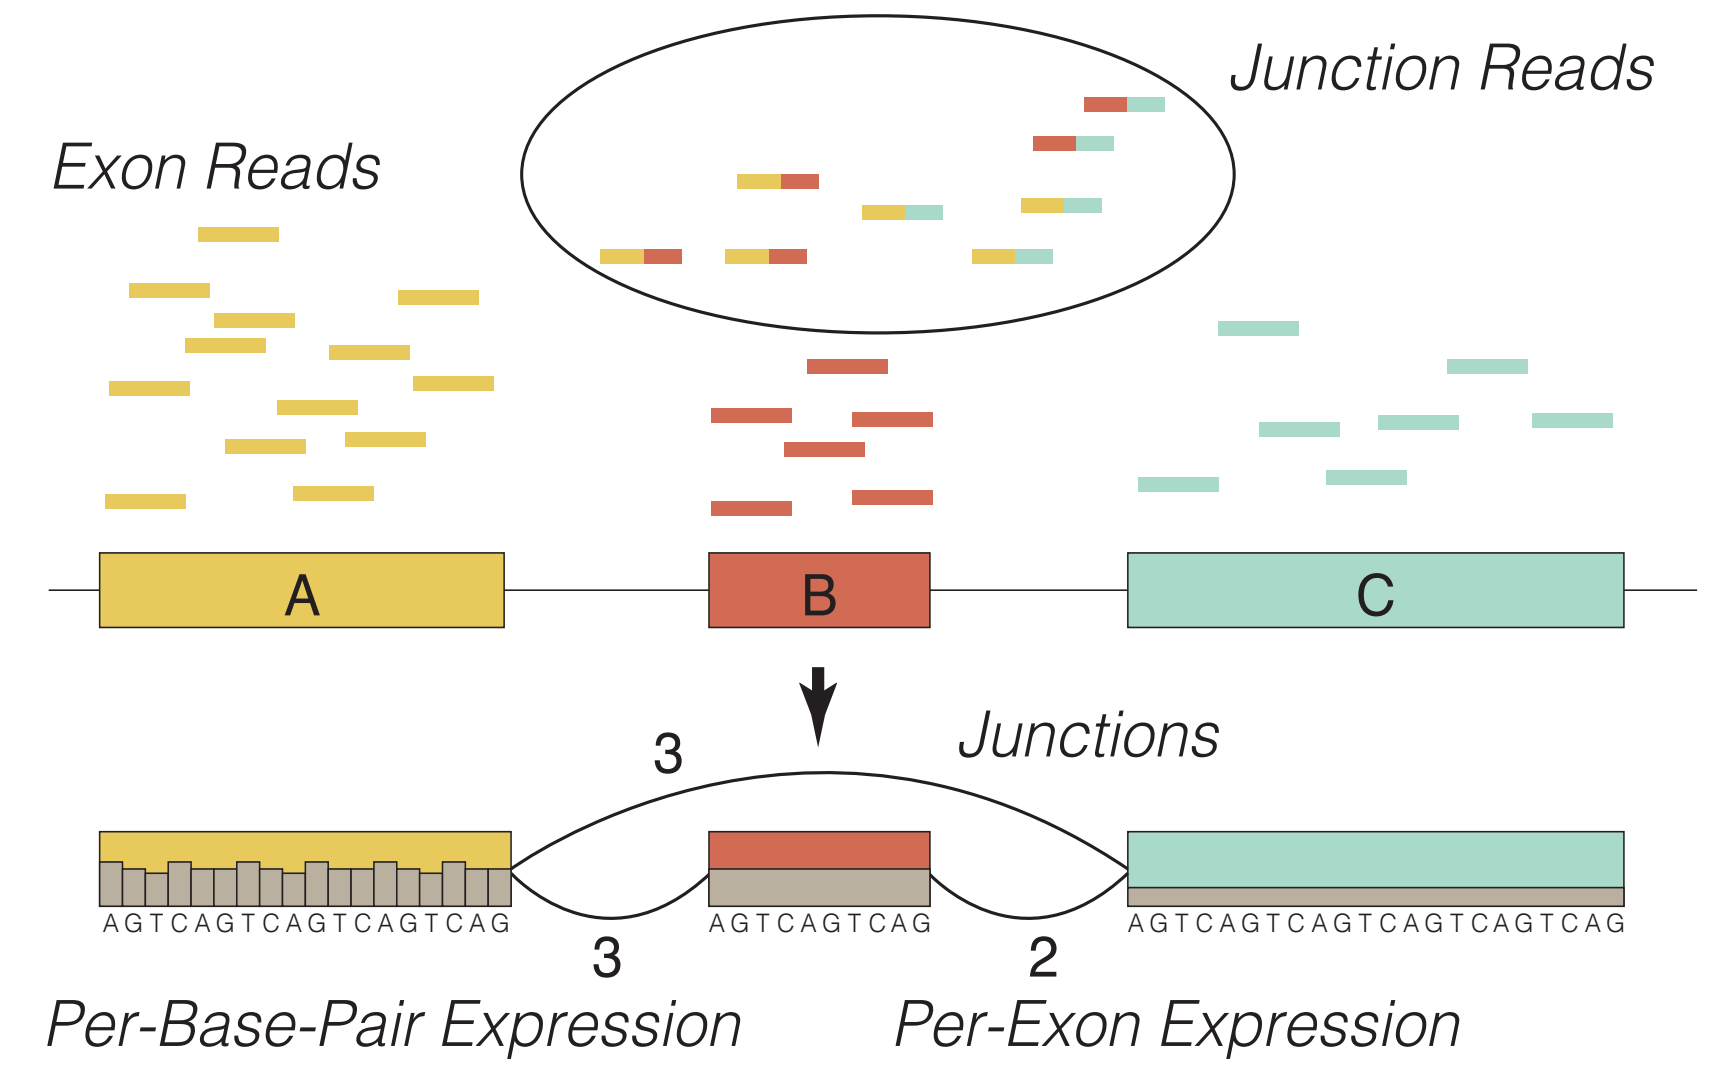 Junction Reads
Exon Reads
A
B
C
Junctions
3
AGTCAGTCAGTCAGTCAG
AGTCAGTCAG
AGTCAGTCAGTCAGTCAGTCAG
3
2
Per-Base-Pair Expression
Per-Exon Expression